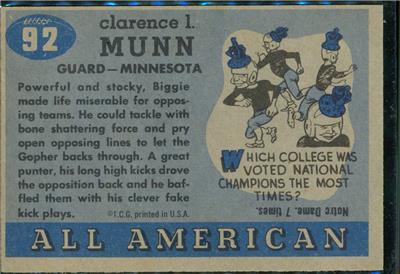 92
clarence l.
MUNN
GUARD—MINNESOTA
Powerful and stocky, Biggie
made life miserable for oppos-
ing teams. He could tackle with
bone shattering force and pry
open opposing lines to let the
Gopher backs through. A great
punter, his long high kicks drove
the opposition back and he baf-
fled them with his clever fake
kick plays.
©T.C.G. printed in U.S.A.
WHICH COLLEGE WAS
VOTED NATIONAL
CHAMPIONS THE MOST
TIMES?
Notre Dame. 7 times.
ALL AMERICAN